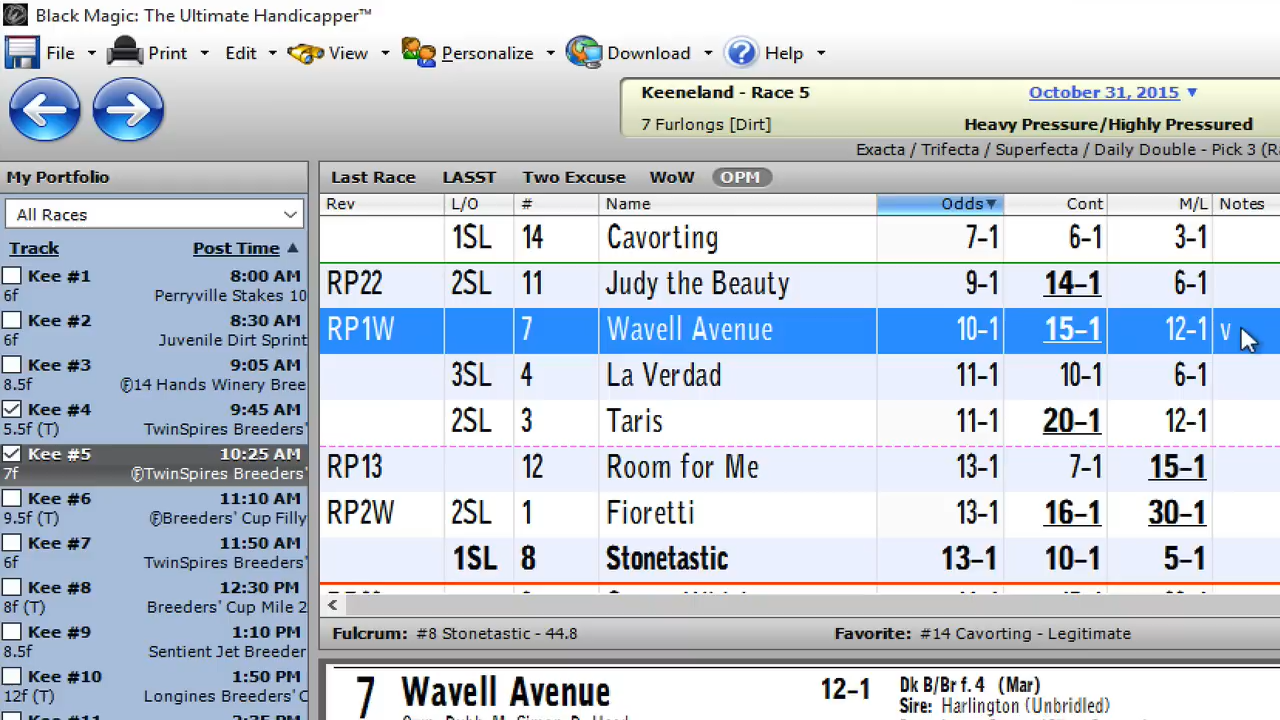 Black Magic: The Ultimate Handicapper™
File Print Edit View Personalize Download Help
Keeneland - Race 5 October 31, 2015
7 Furlongs [Dirt] Heavy Pressure/Highly Pressured
Exacta / Trifecta / Superfecta / Daily Double - Pick 3 (R
My Portfolio
All Races
Track Post Time
Kee #1 8:00 AM
6f Perryville Stakes 10
Kee #2 8:30 AM
6f Juvenile Dirt Sprint
Kee #3 9:05 AM
8.5f Ⓕ14 Hands Winery Bree
Kee #4 9:45 AM
5.5f (T) TwinSpires Breeders'
Kee #5 10:25 AM
7f ⒻTwinSpires Breeders'
Kee #6 11:10 AM
9.5f (T) ⒻBreeders' Cup Filly
Kee #7 11:50 AM
6f TwinSpires Breeders'
Kee #8 12:30 PM
8f (T) Breeders' Cup Mile 2
Kee #9 1:10 PM
8.5f Sentient Jet Breeder
Kee #10 1:50 PM
12f (T) Longines Breeders' C
Last Race LASST Two Excuse WoW OPM
Rev L/O # Name Odds Cont M/L Notes
1SL 14 Cavorting 7-1 6-1 3-1
RP22 2SL 11 Judy the Beauty 9-1 14-1 6-1
RP1W 7 Wavell Avenue 10-1 15-1 12-1 v
3SL 4 La Verdad 11-1 10-1 6-1
2SL 3 Taris 11-1 20-1 12-1
RP13 12 Room for Me 13-1 7-1 15-1
RP2W 2SL 1 Fioretti 13-1 16-1 30-1
1SL 8 Stonetastic 13-1 10-1 5-1
Fulcrum: #8 Stonetastic - 44.8 Favorite: #14 Cavorting - Legitimate
7 Wavell Avenue 12-1 Dk B/Br f. 4 (Mar)
Sire: Harlington (Unbridled)